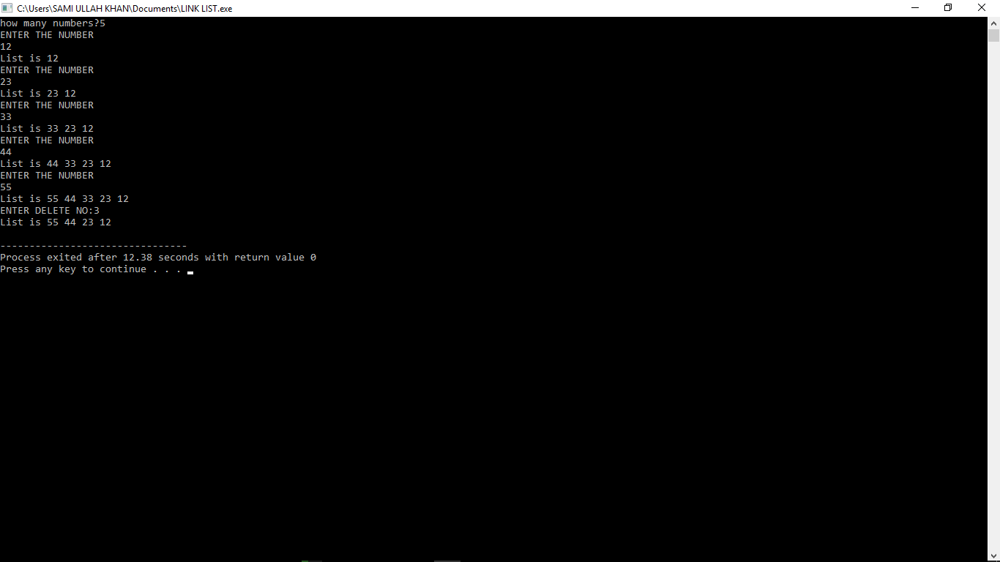 C:\Users\SAMI ULLAH KHAN\Documents\LINK LIST.exe
how many numbers?5
ENTER THE NUMBER
12
List is 12
ENTER THE NUMBER
23
List is 23 12
ENTER THE NUMBER
33
List is 33 23 12
ENTER THE NUMBER
44
List is 44 33 23 12
ENTER THE NUMBER
55
List is 55 44 33 23 12
ENTER DELETE NO:3
List is 55 44 23 12
--------------------------------
Process exited after 12.38 seconds with return value 0
Press any key to continue . . .